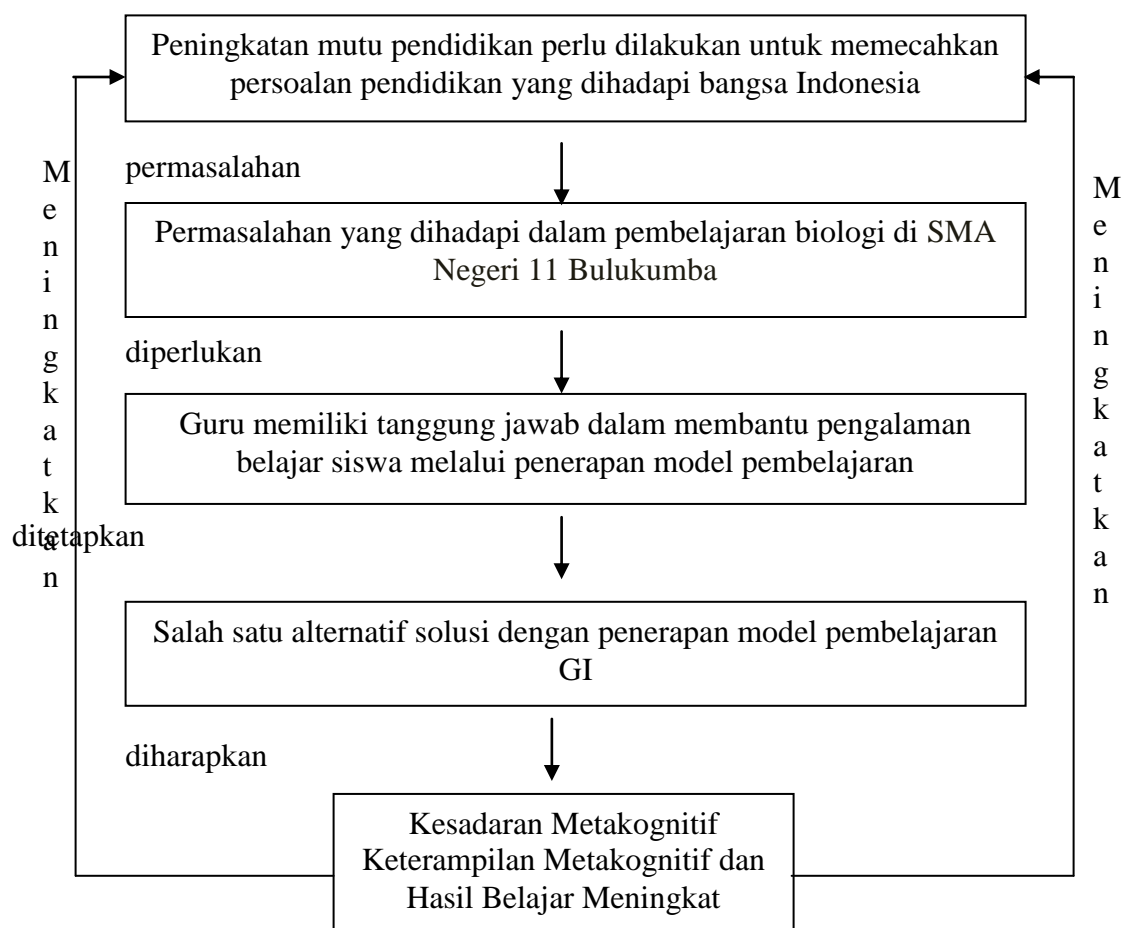 Peningkatan mutu pendidikan perlu dilakukan untuk memecahkan
persoalan pendidikan yang dihadapi bangsa Indonesia
permasalahan
Permasalahan yang dihadapi dalam pembelajaran biologi di SMA
Negeri 11 Bulukumba
diperlukan
Guru memiliki tanggung jawab dalam membantu pengalaman
belajar siswa melalui penerapan model pembelajaran
ditetapkan
Salah satu alternatif solusi dengan penerapan model pembelajaran
GI
diharapkan
Kesadaran Metakognitif
Keterampilan Metakognitif dan
Hasil Belajar Meningkat
Meningkatkan
Meningkatkan